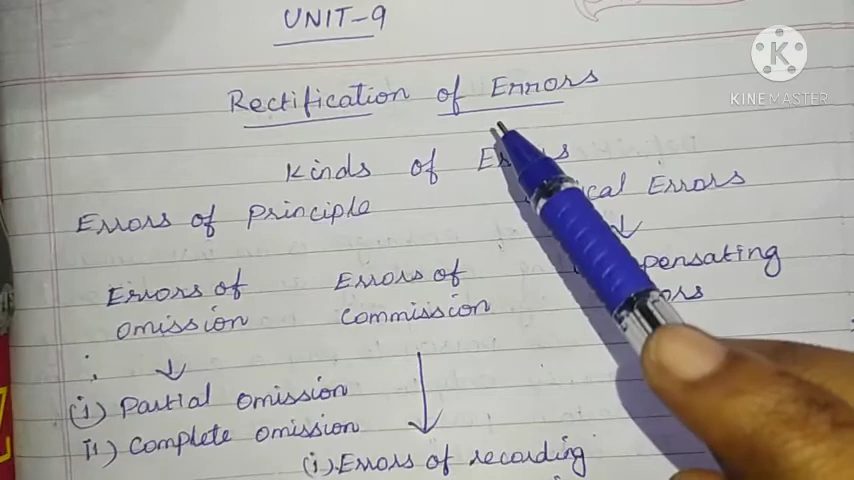 UNIT-9
Rectification of Errors
KINEMASTER
Kinds of
Errors of Principle
Errors
Errors of
omission
Errors of
Commission
(i) Partial omission
ii) Complete omission
(i) Errors of recording